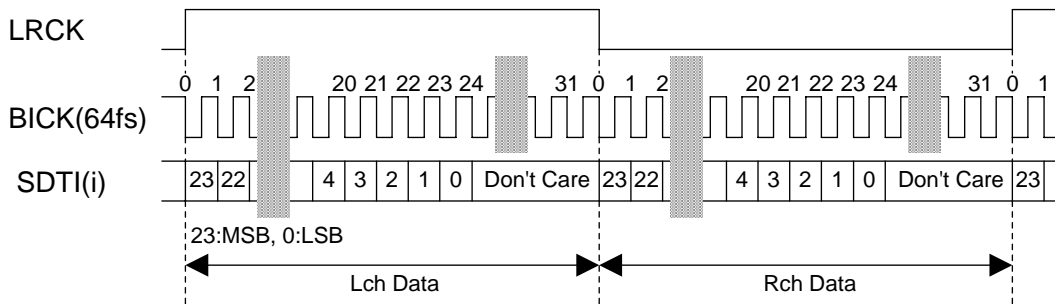 LRCK
0 1 2 20 21 22 23 24 31 0 1 2 20 21 22 23 24 31 0 1
BICK(64fs)
SDTI(i) 23 22 4 3 2 1 0 Don't Care 23 22 4 3 2 1 0 Don't Care 23
23:MSB, 0:LSB
Lch Data Rch Data